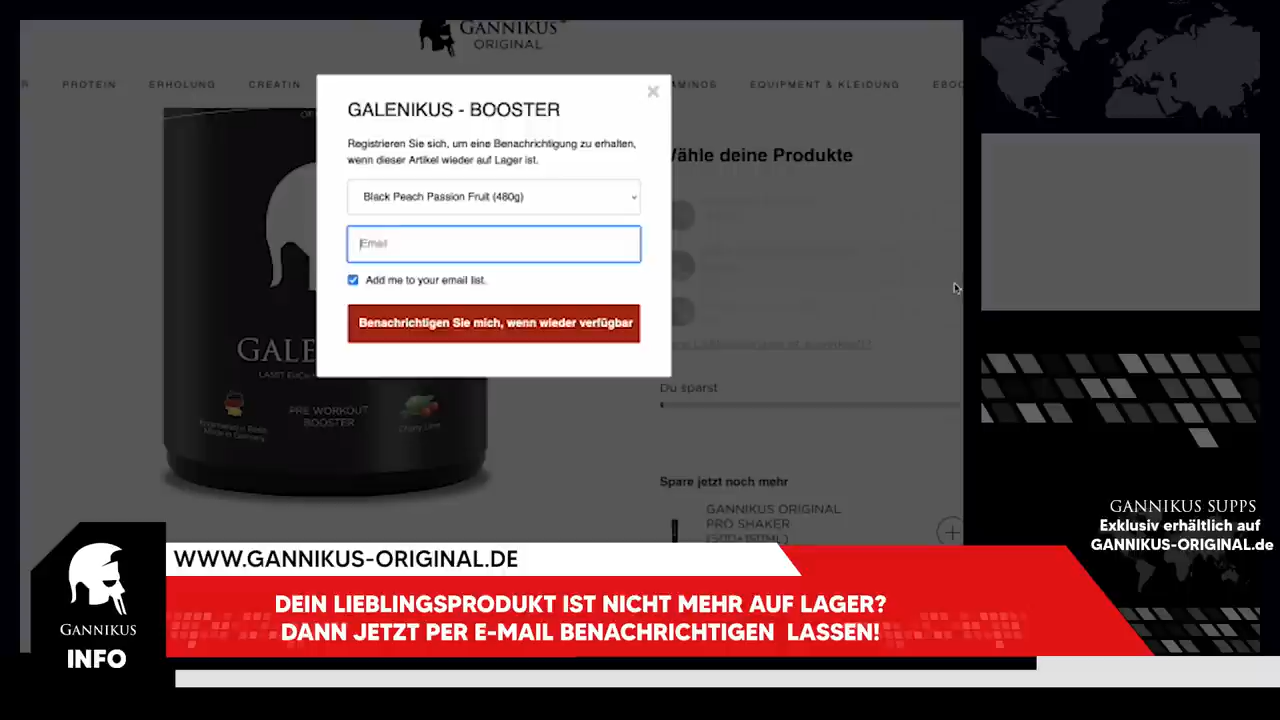 GANNIKUS
ORIGINAL
PROTEIN
ERHOLUNG
CREATIN
EQUIPMENT & KLEIDUNG
GALENIKUS - BOOSTER
Registrieren Sie sich, um eine Benachrichtigung zu erhalten,
wenn dieser Artikel wieder auf Lager ist.
Black Peach Passion Fruit (480g)
Email
Add me to your email list.
Benachrichtigen Sie mich, wenn wieder verfügbar
ähle deine Produkte
GALE
PRE WORKOUT
BOOSTER
Du sparst
Spare jetzt noch mehr
GANNIKUS ORIGINAL
PRO SHAKER
GANNIKUS SUPPS
Exklusiv erhältlich auf
GANNIKUS-ORIGINAL.de
WWW.GANNIKUS-ORIGINAL.DE
DEIN LIEBLINGSPRODUKT IST NICHT MEHR AUF LAGER?
DANN JETZT PER E-MAIL BENACHRICHTIGEN LASSEN!
GANNIKUS
INFO